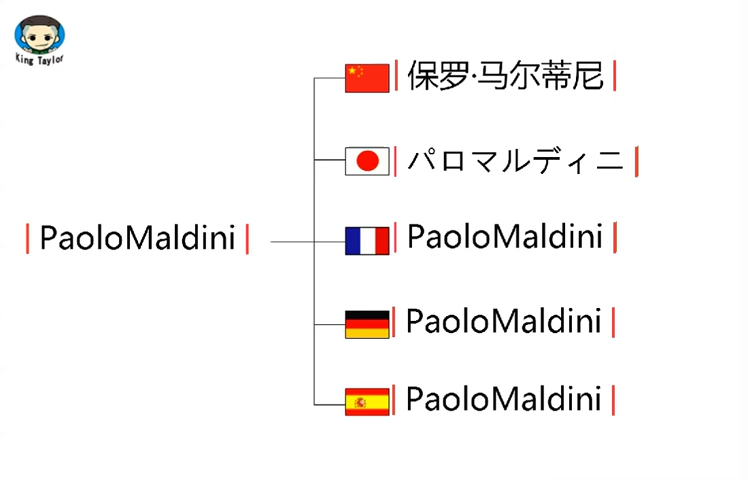 King Taylor
保罗·马尔蒂尼
パロマルディニ
PaoloMaldini
PaoloMaldini
PaoloMaldini
PaoloMaldini